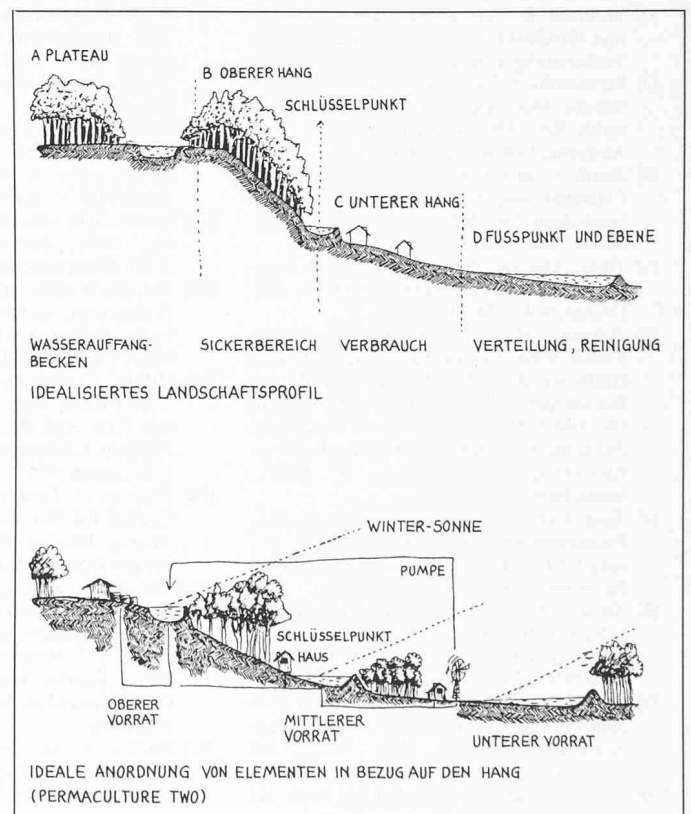 A PLATEAU
B OBERER HANG
SCHLÜSSELPUNKT
C UNTERER HANG
D FUSSPUNKT UND EBENE
WASSERAUFFANG-
BECKEN
SICKERBEREICH
VERBRAUCH
VERTEILUNG, REINIGUNG
IDEALISIERTES LANDSCHAFTSPROFIL
WINTER-SONNE
PUMPE
SCHLÜSSELPUNKT
HAUS
OBERER
VORRAT
MITTLERER
VORRAT
UNTERER VORRAT
IDEALE ANORDNUNG VON ELEMENTEN IN BEZUG AUF DEN HANG
(PERMACULTURE TWO)